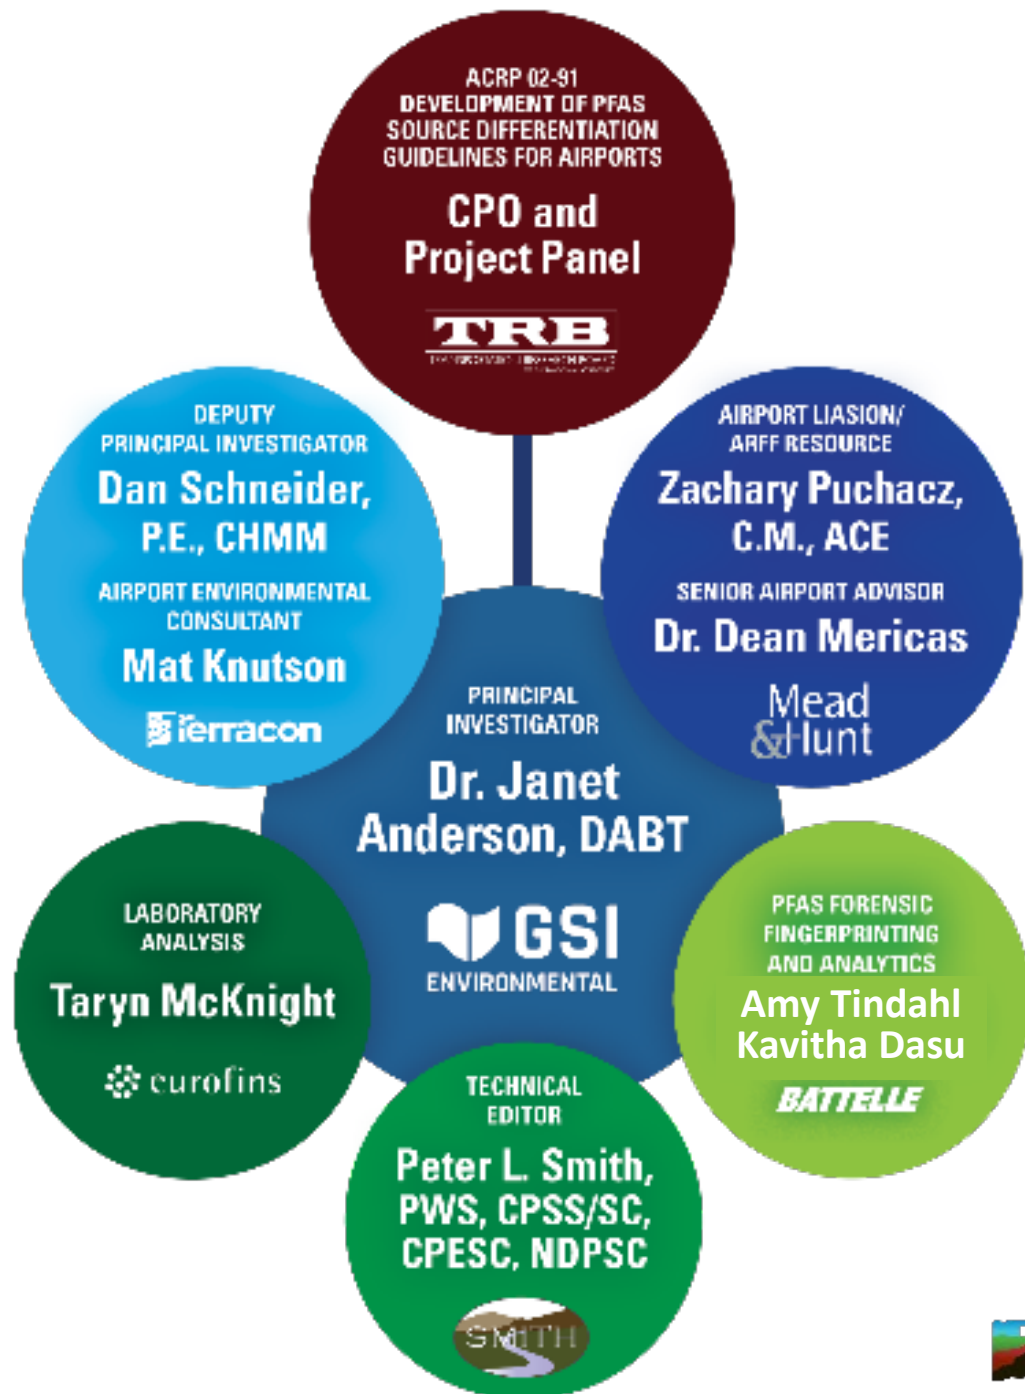 ACRP 02-91
DEVELOPMENT OF PFAS
SOURCE DIFFERENTIATION
GUIDELINES FOR AIRPORTS
CPO and
Project Panel
TRB
DEPUTY
PRINCIPAL INVESTIGATOR
Dan Schneider,
P.E., CHMM
AIRPORT ENVIRONMENTAL
CONSULTANT
Mat Knutson
Terracon
AIRPORT LIASION/
ARFF RESOURCE
Zachary Puchacz,
C.M., ACE
SENIOR AIRPORT ADVISOR
Dr. Dean Mericas
Mead
&Hunt
PRINCIPAL
INVESTIGATOR
Dr. Janet
Anderson, DABT
GSI
ENVIRONMENTAL
LABORATORY
ANALYSIS
Taryn McKnight
eurofins
PFAS FORENSIC
FINGERPRINTING
AND ANALYTICS
Amy Tindahl
Kavitha Dasu
BATTELLE
TECHNICAL
EDITOR
Peter L. Smith,
PWS, CPSS/SC,
CPESC, NDPSC
SMITH